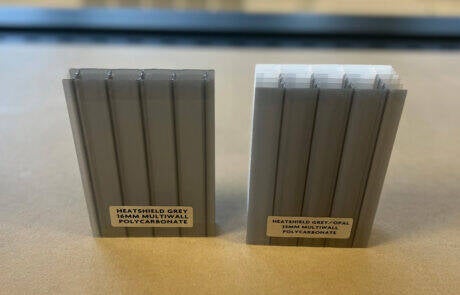 HEATSHIELD GREY
16MM MULTIWALL
POLYCARBONATE
HEATSHIELD GREY/OPAL
25MM MULTIWALL
POLYCARBONATE